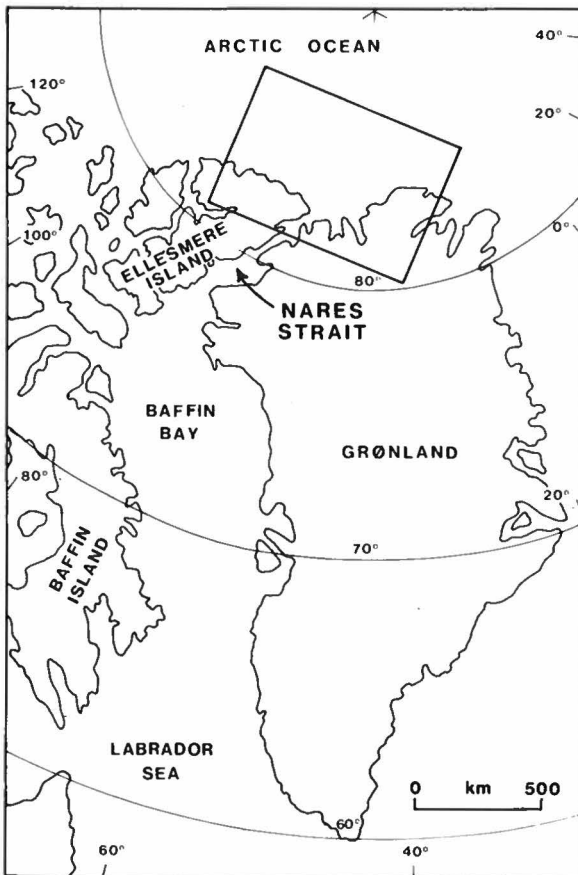 ARCTIC OCEAN
40°
120°
20°
100°
0°
ELLESMERE
ISLAND
80°
NARES
STRAIT
BAFFIN
BAY
GRØNLAND
80°
20°
70°
BAFFIN
ISLAND
LABRADOR
SEA
0 km 500
60°
60°
40°